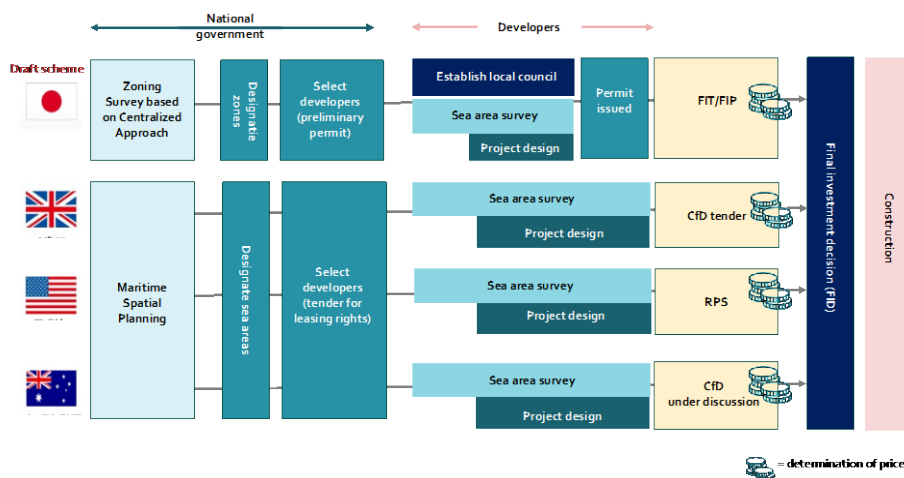 National
government
Developers
Draft scheme
Zoning
Survey based
on Centralized
Approach
Designatie
zones
Select
developers
(preliminary
permit)
Establish local council
Sea area survey
Project design
Permit
issued
FIT/FIP
Maritime
Spatial
Planning
Designate sea areas
Select
developers
(tender for
leasing rights)
Sea area survey
Project design
CfD tender
Sea area survey
Project design
RPS
Sea area survey
Project design
CfD
under discussion
Final investment decision (FID)
Construction
= determination of price